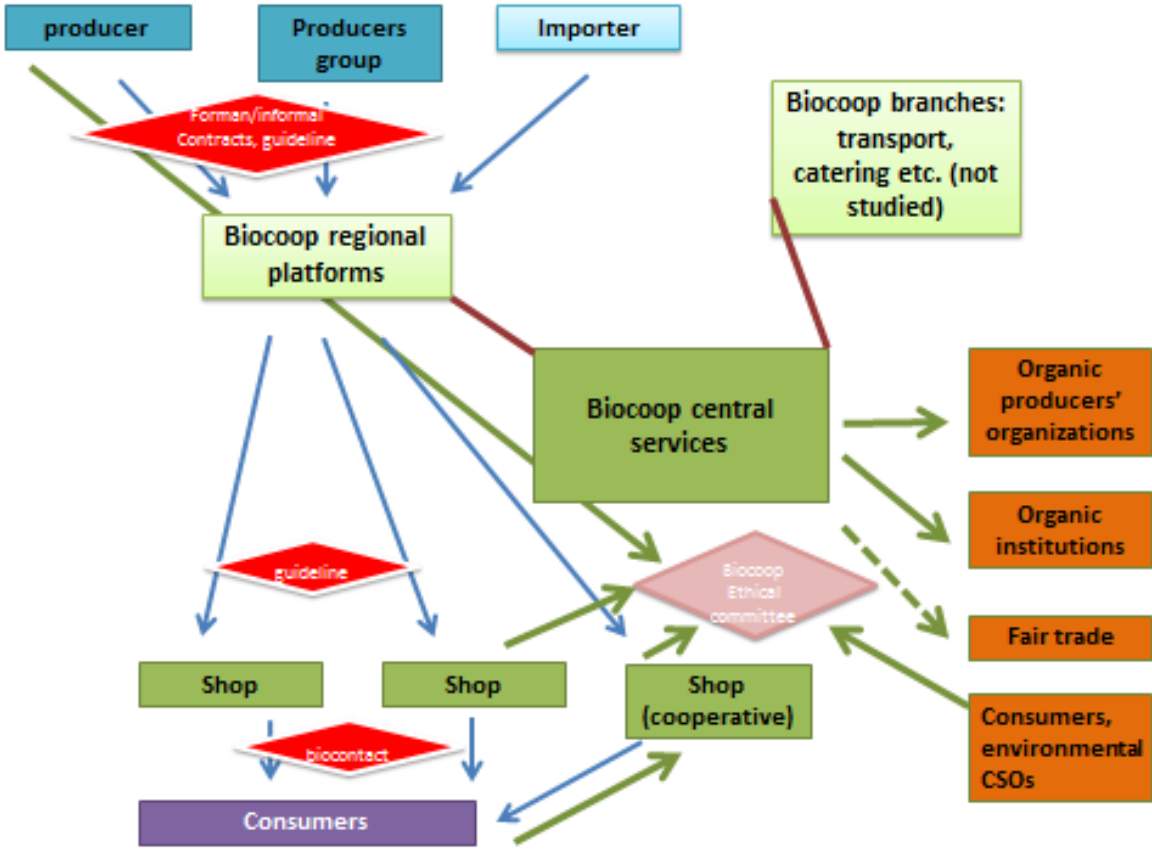 producer
Producers
group
Importer
Forman/informal
Contracts, guideline
Biocoop branches:
transport,
catering etc. (not
studied)
Biocoop regional
platforms
Biocoop central
services
Organic
producers’
organizations
Organic
institutions
guideline
Biocoop
Ethical
committee
Fair trade
Shop
Shop
Shop
(cooperative)
Consumers,
environmental
CSOs
biocontact
Consumers